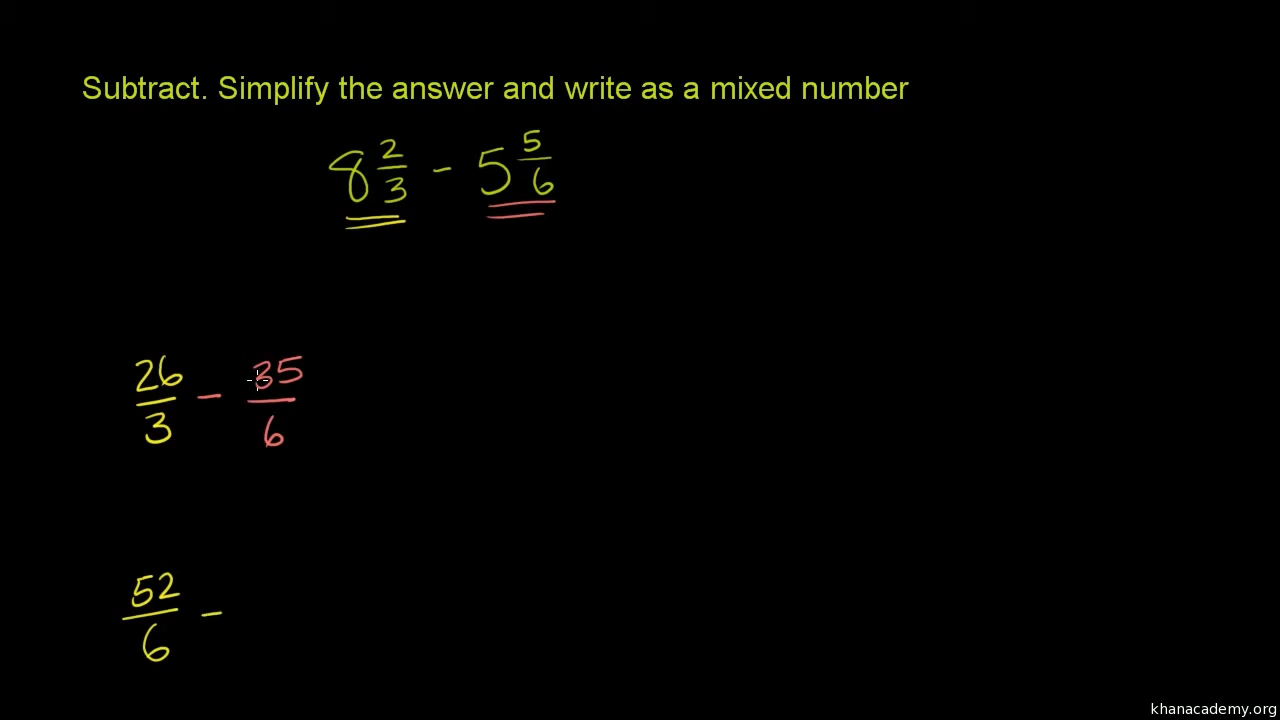 Subtract. Simplify the answer and write as a mixed number
8 2/3 - 5 5/6
26/3 - 35/6
52/6 -
khanacademy.org